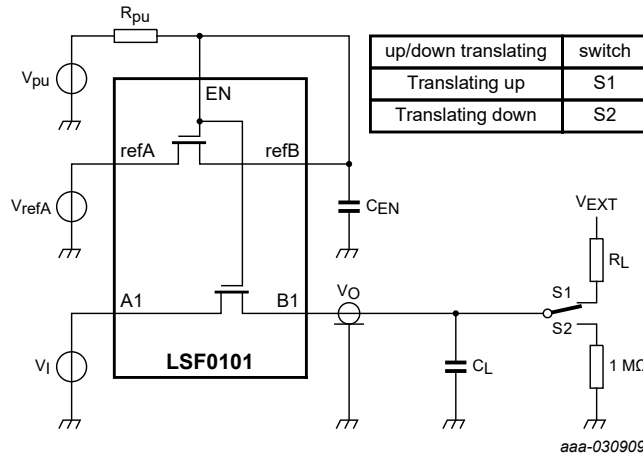 Rpu
up/down translating switch
Translating up S1
Translating down S2
Vpu
EN
refA refB
VrefA
CEN
VEXT
RL
A1 B1 VO
S1
S2
VI
LSF0101
CL
1 MΩ
aaa-030909